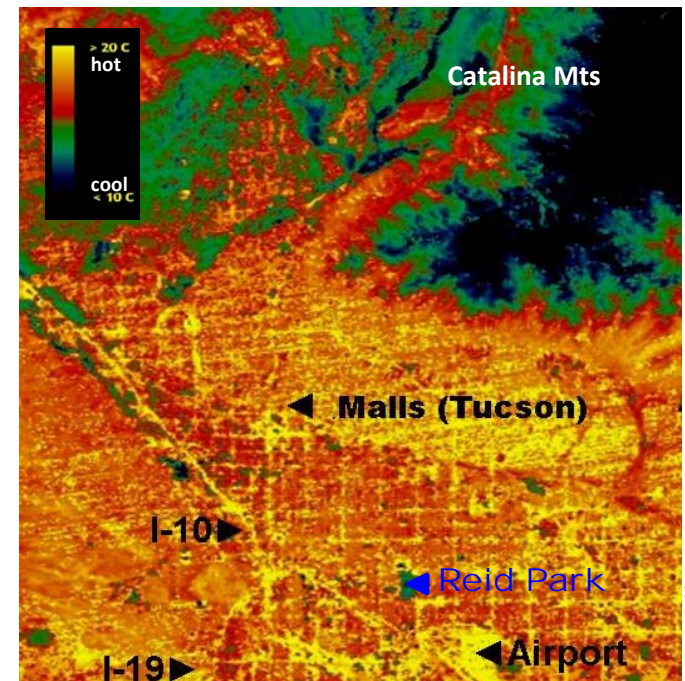 > 20 C
hot
cool
< 10 C
Catalina Mts
Malls (Tucson)
I-10
Reid Park
Airport
I-19